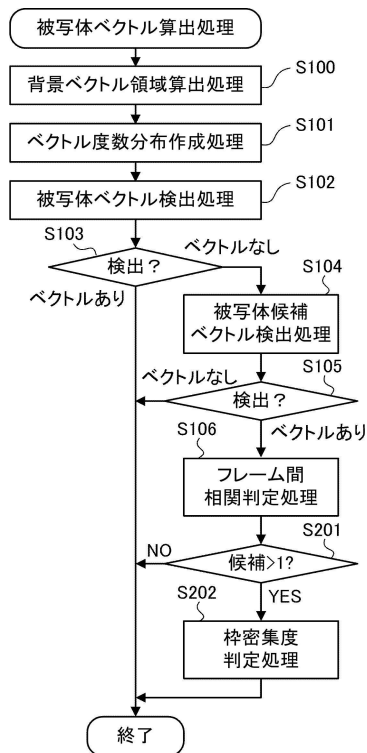 被写体ベクトル算出処理
S100
背景ベクトル領域算出処理
S101
ベクトル度数分布作成処理
S102
被写体ベクトル検出処理
S103
検出?
ベクトルなし
ベクトルあり
S104
被写体候補
ベクトル検出処理
S105
ベクトルなし
検出?
ベクトルあり
S106
フレーム間
相関判定処理
S201
NO
候補>1?
YES
S202
枠密集度
判定処理
終了